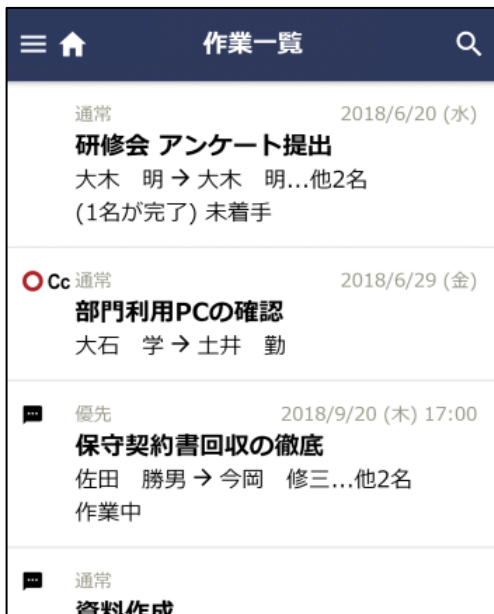 作業一覧
通常 2018/6/20 (水)
研修会 アンケート提出
大木　明 → 大木　明...他2名
(1名が完了) 未着手
Cc 通常 2018/6/29 (金)
部門利用PCの確認
大石　学 → 土井　勤
優先 2018/9/20 (木) 17:00
保守契約書回収の徹底
佐田　勝男 → 今岡　修三...他2名
作業中
通常
資料作成